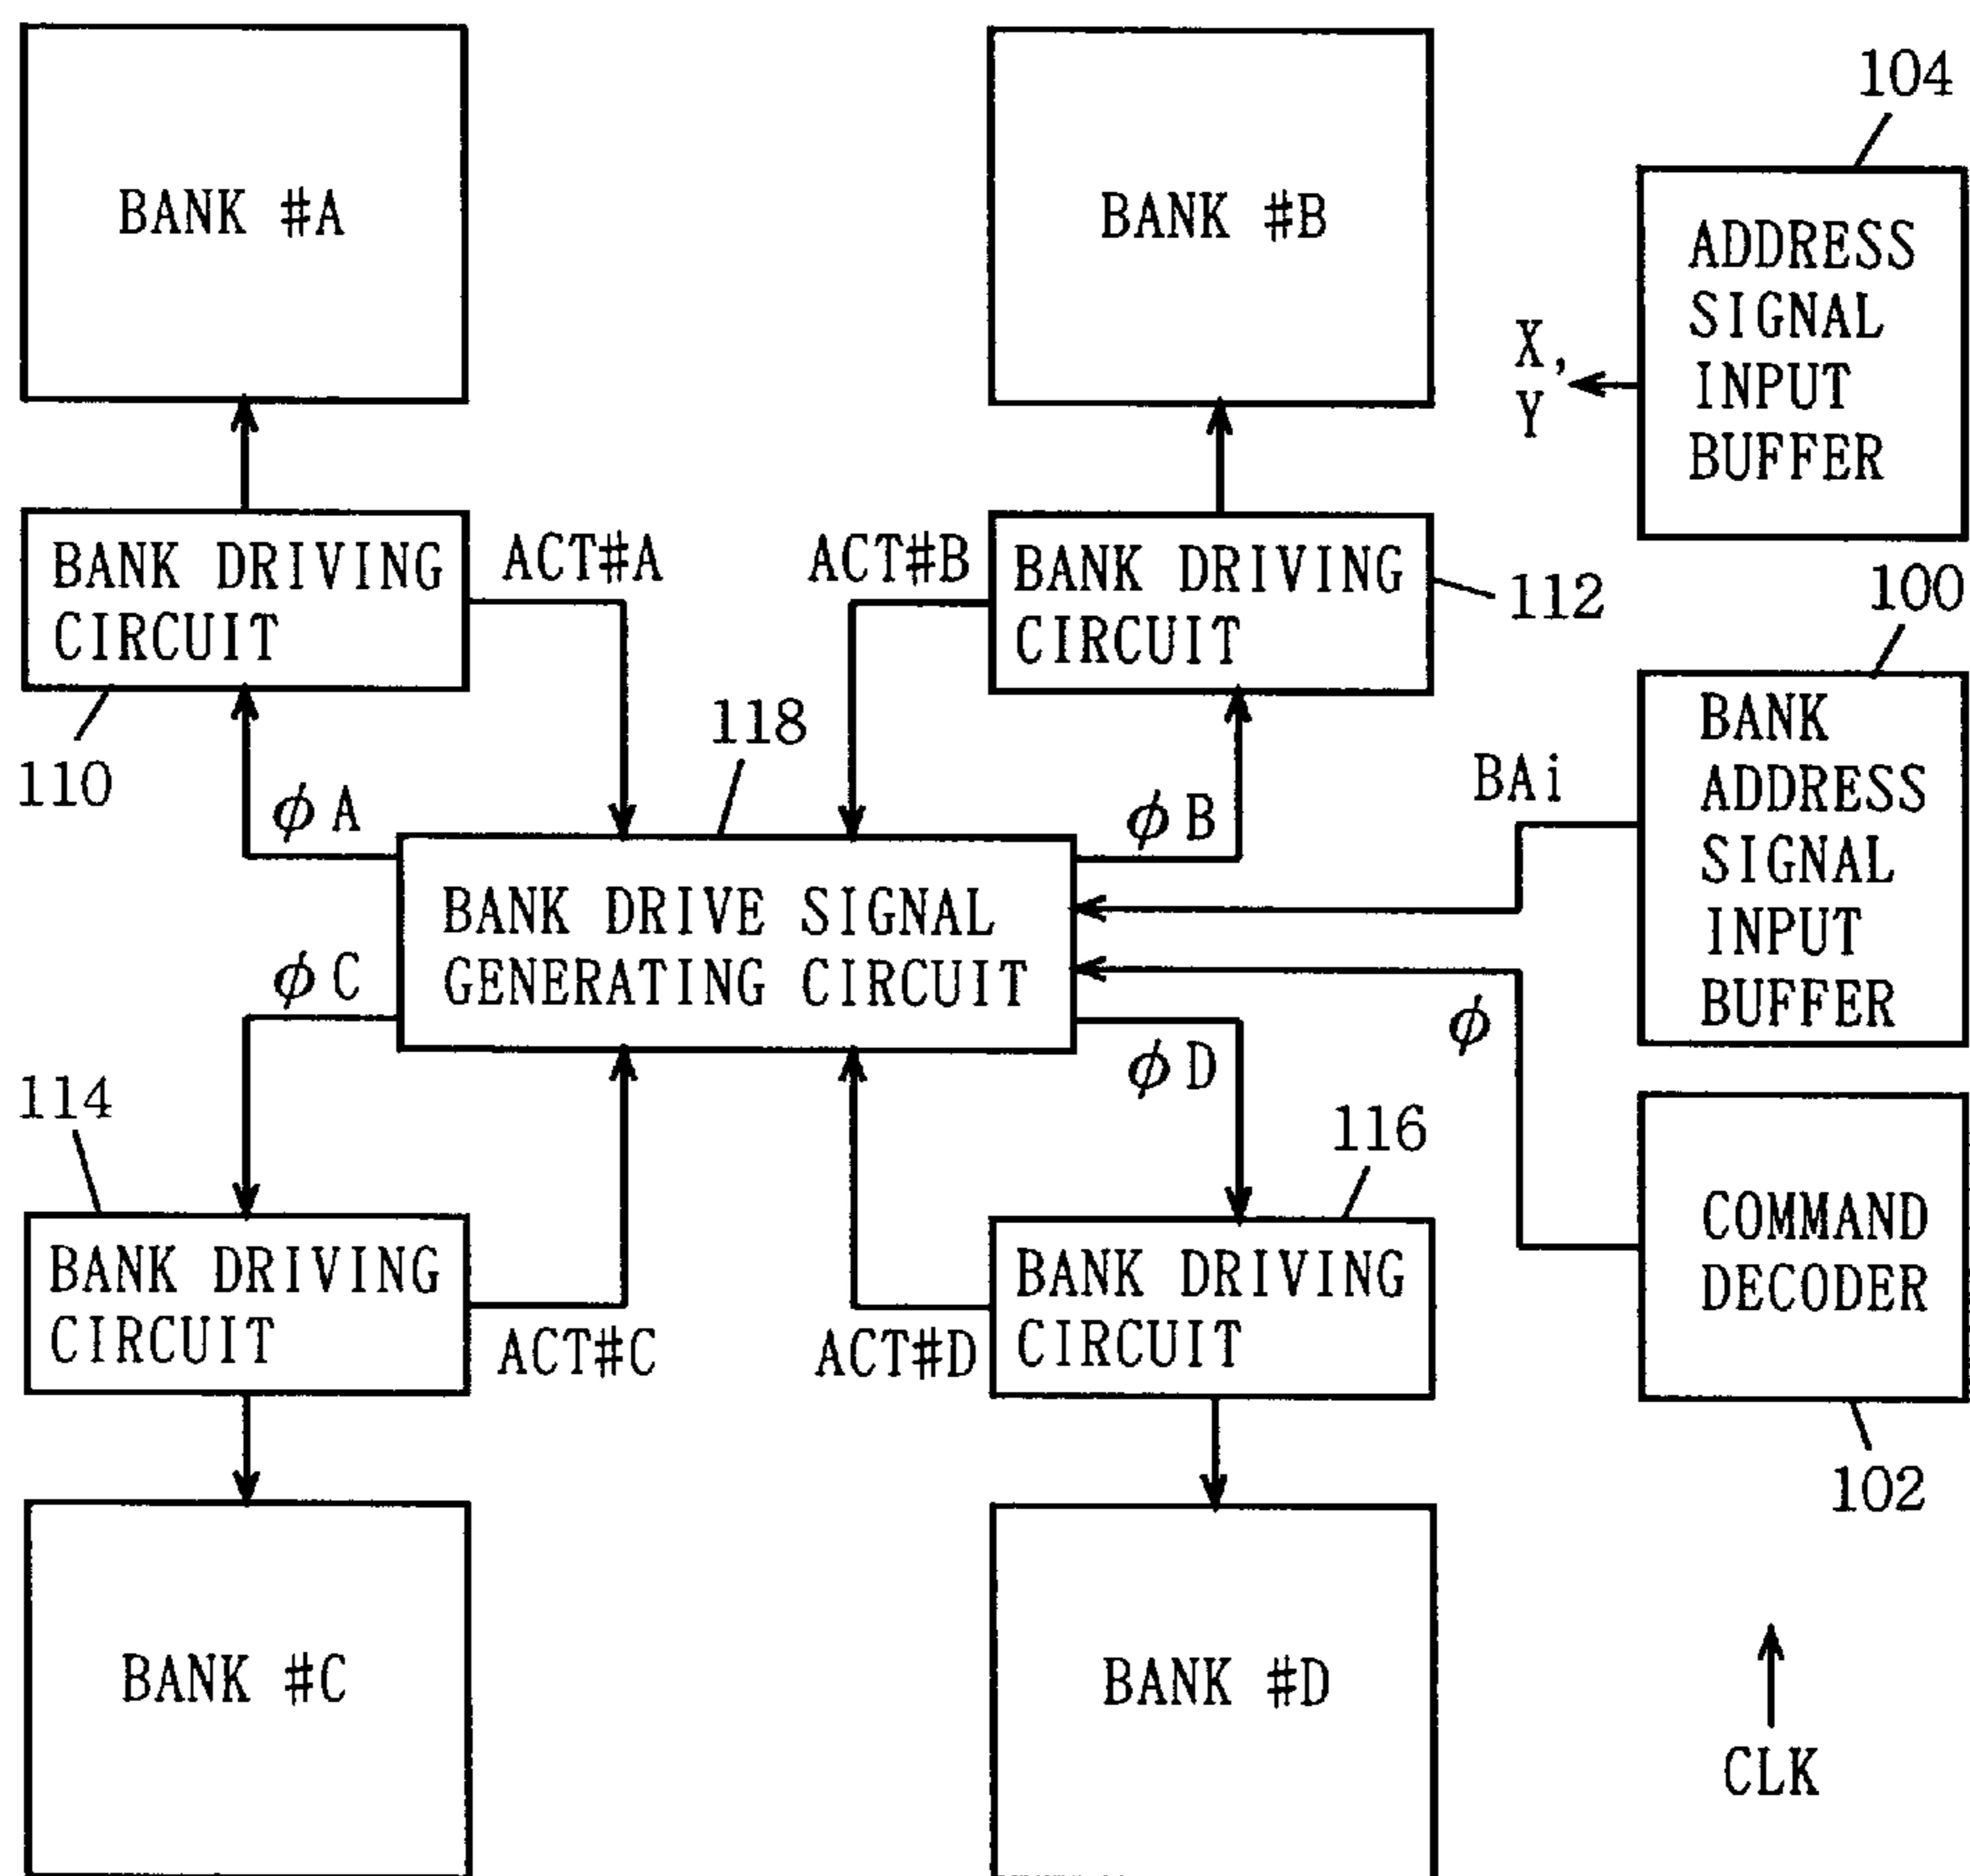 BANK #A
BANK #B
104
ADDRESS
SIGNAL
INPUT
BUFFER
X,
Y
BANK DRIVING
CIRCUIT
ACT#A
ACT#B
BANK DRIVING
CIRCUIT
112
100
110
118
ϕA
ϕB
BAi
BANK
ADDRESS
SIGNAL
INPUT
BUFFER
BANK DRIVE SIGNAL
GENERATING CIRCUIT
ϕC
ϕD
ϕ
114
116
BANK DRIVING
CIRCUIT
ACT#C
ACT#D
BANK DRIVING
CIRCUIT
COMMAND
DECODER
102
BANK #C
BANK #D
CLK